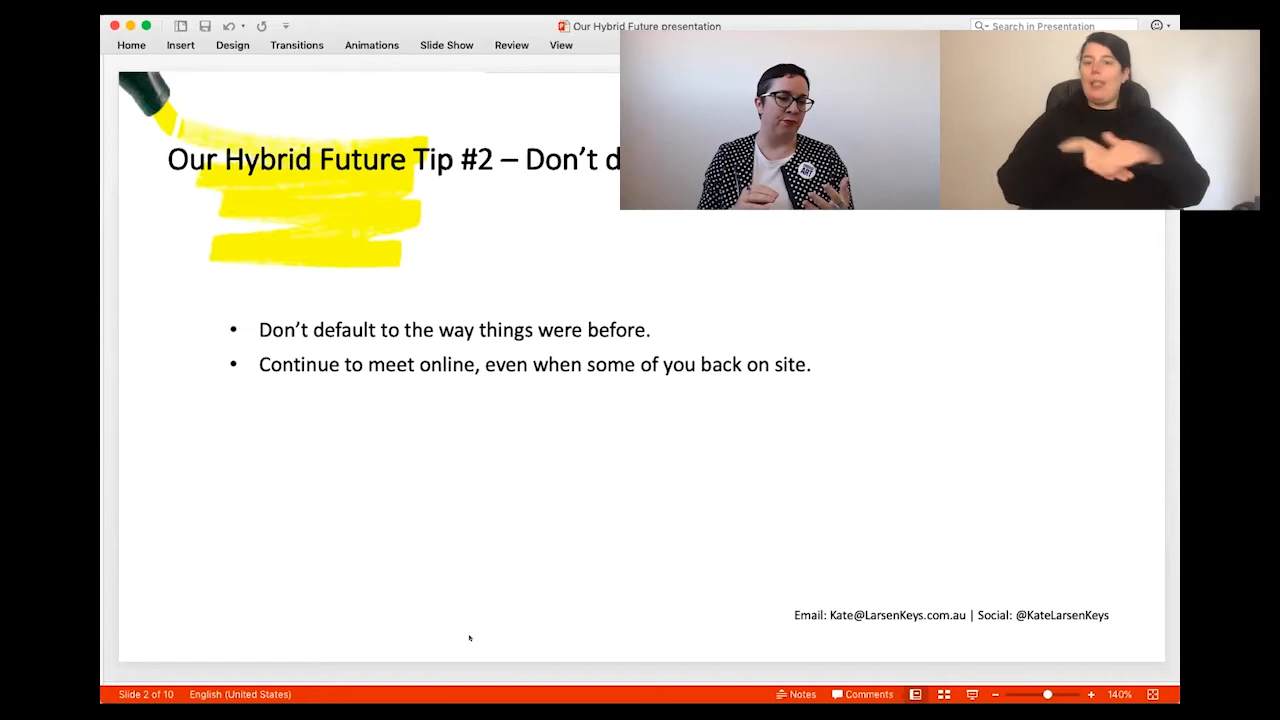 Our Hybrid Future presentation
Search in Presentation
Home Insert Design Transitions Animations Slide Show Review View
ART
Our Hybrid Future Tip #2 – Don’t d
• Don’t default to the way things were before.
• Continue to meet online, even when some of you back on site.
Email: Kate@LarsenKeys.com.au | Social: @KateLarsenKeys
Slide 2 of 10 English (United States) Notes Comments 140%